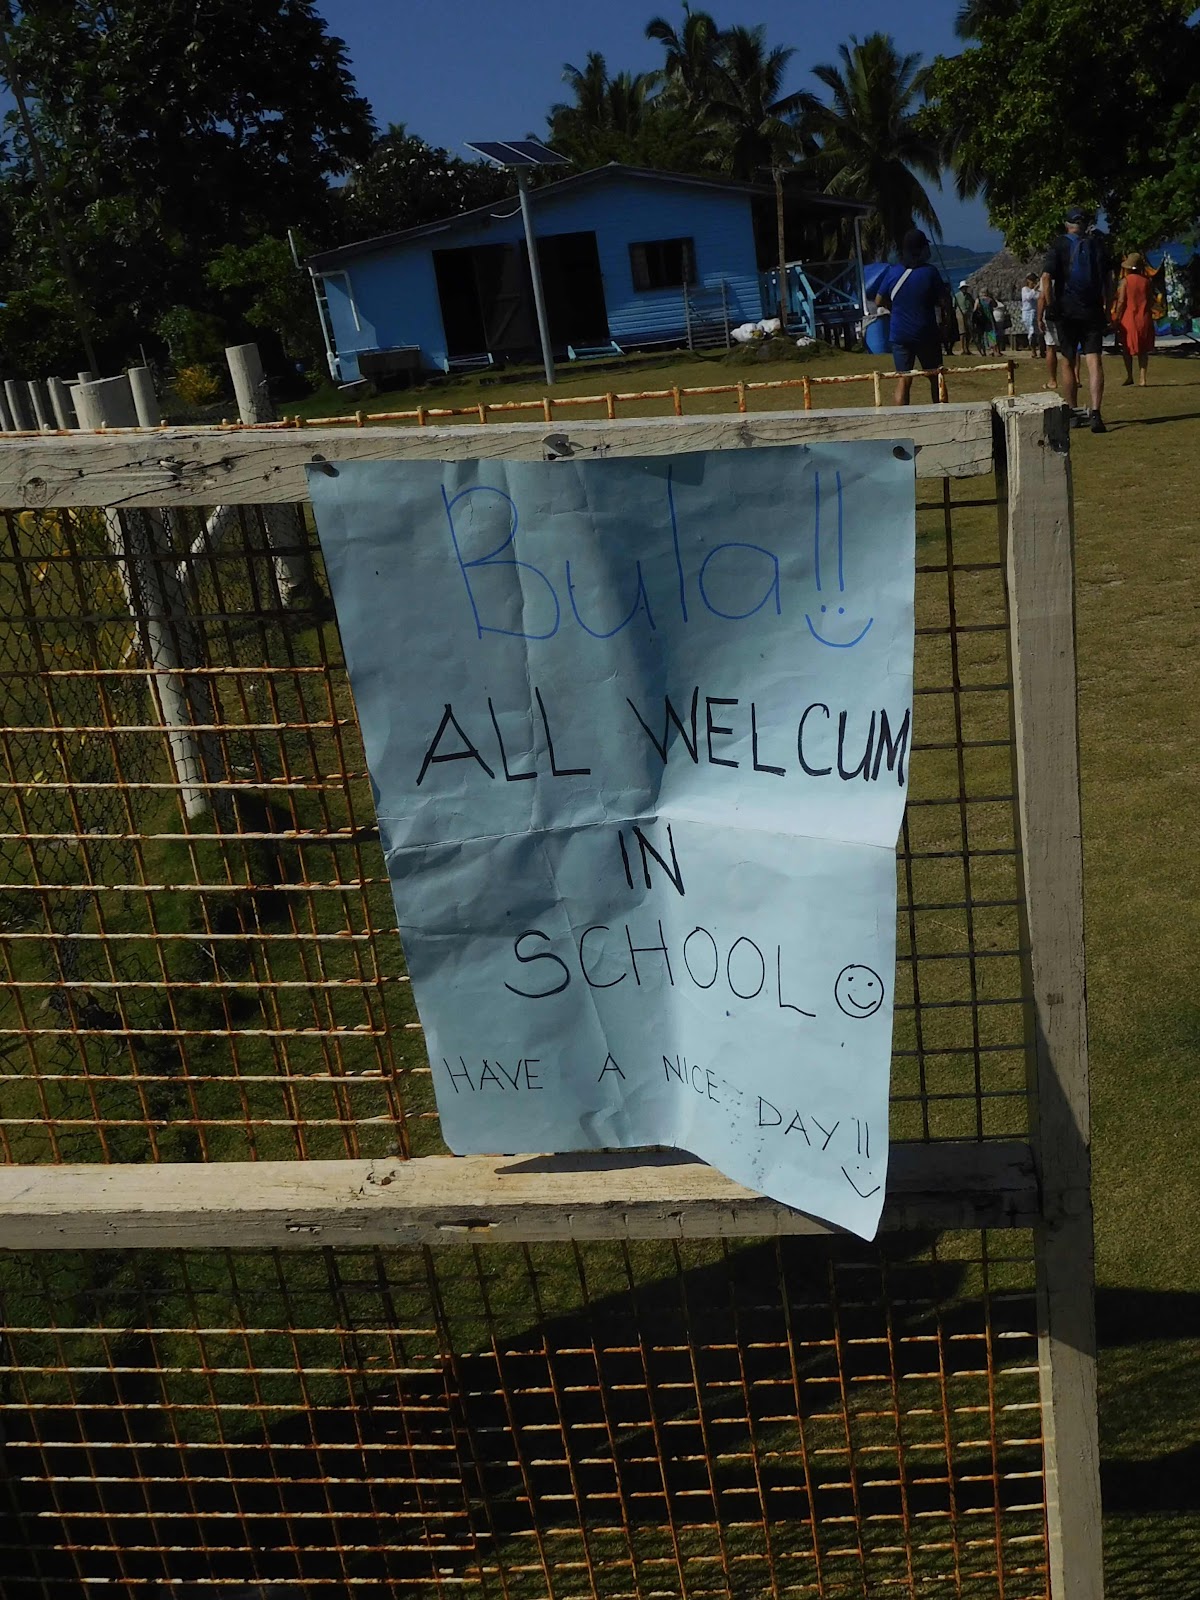 Bula!!
ALL WELCUM
IN
SCHOOL
HAVE A NICE DAY!!